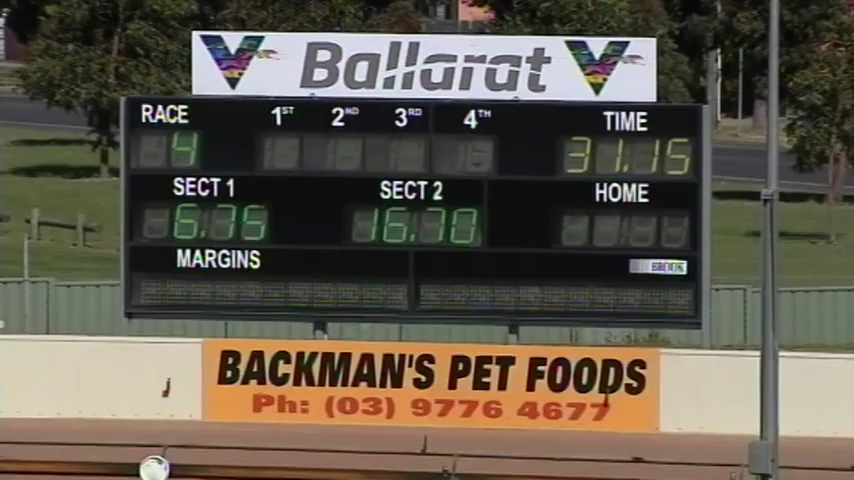 Ballarat
RACE 1ST 2ND 3RD 4TH TIME
4 31.15
SECT 1 SECT 2 HOME
6.75 16.70
MARGINS
BACKMAN'S PET FOODS
Ph: (03) 9776 4677